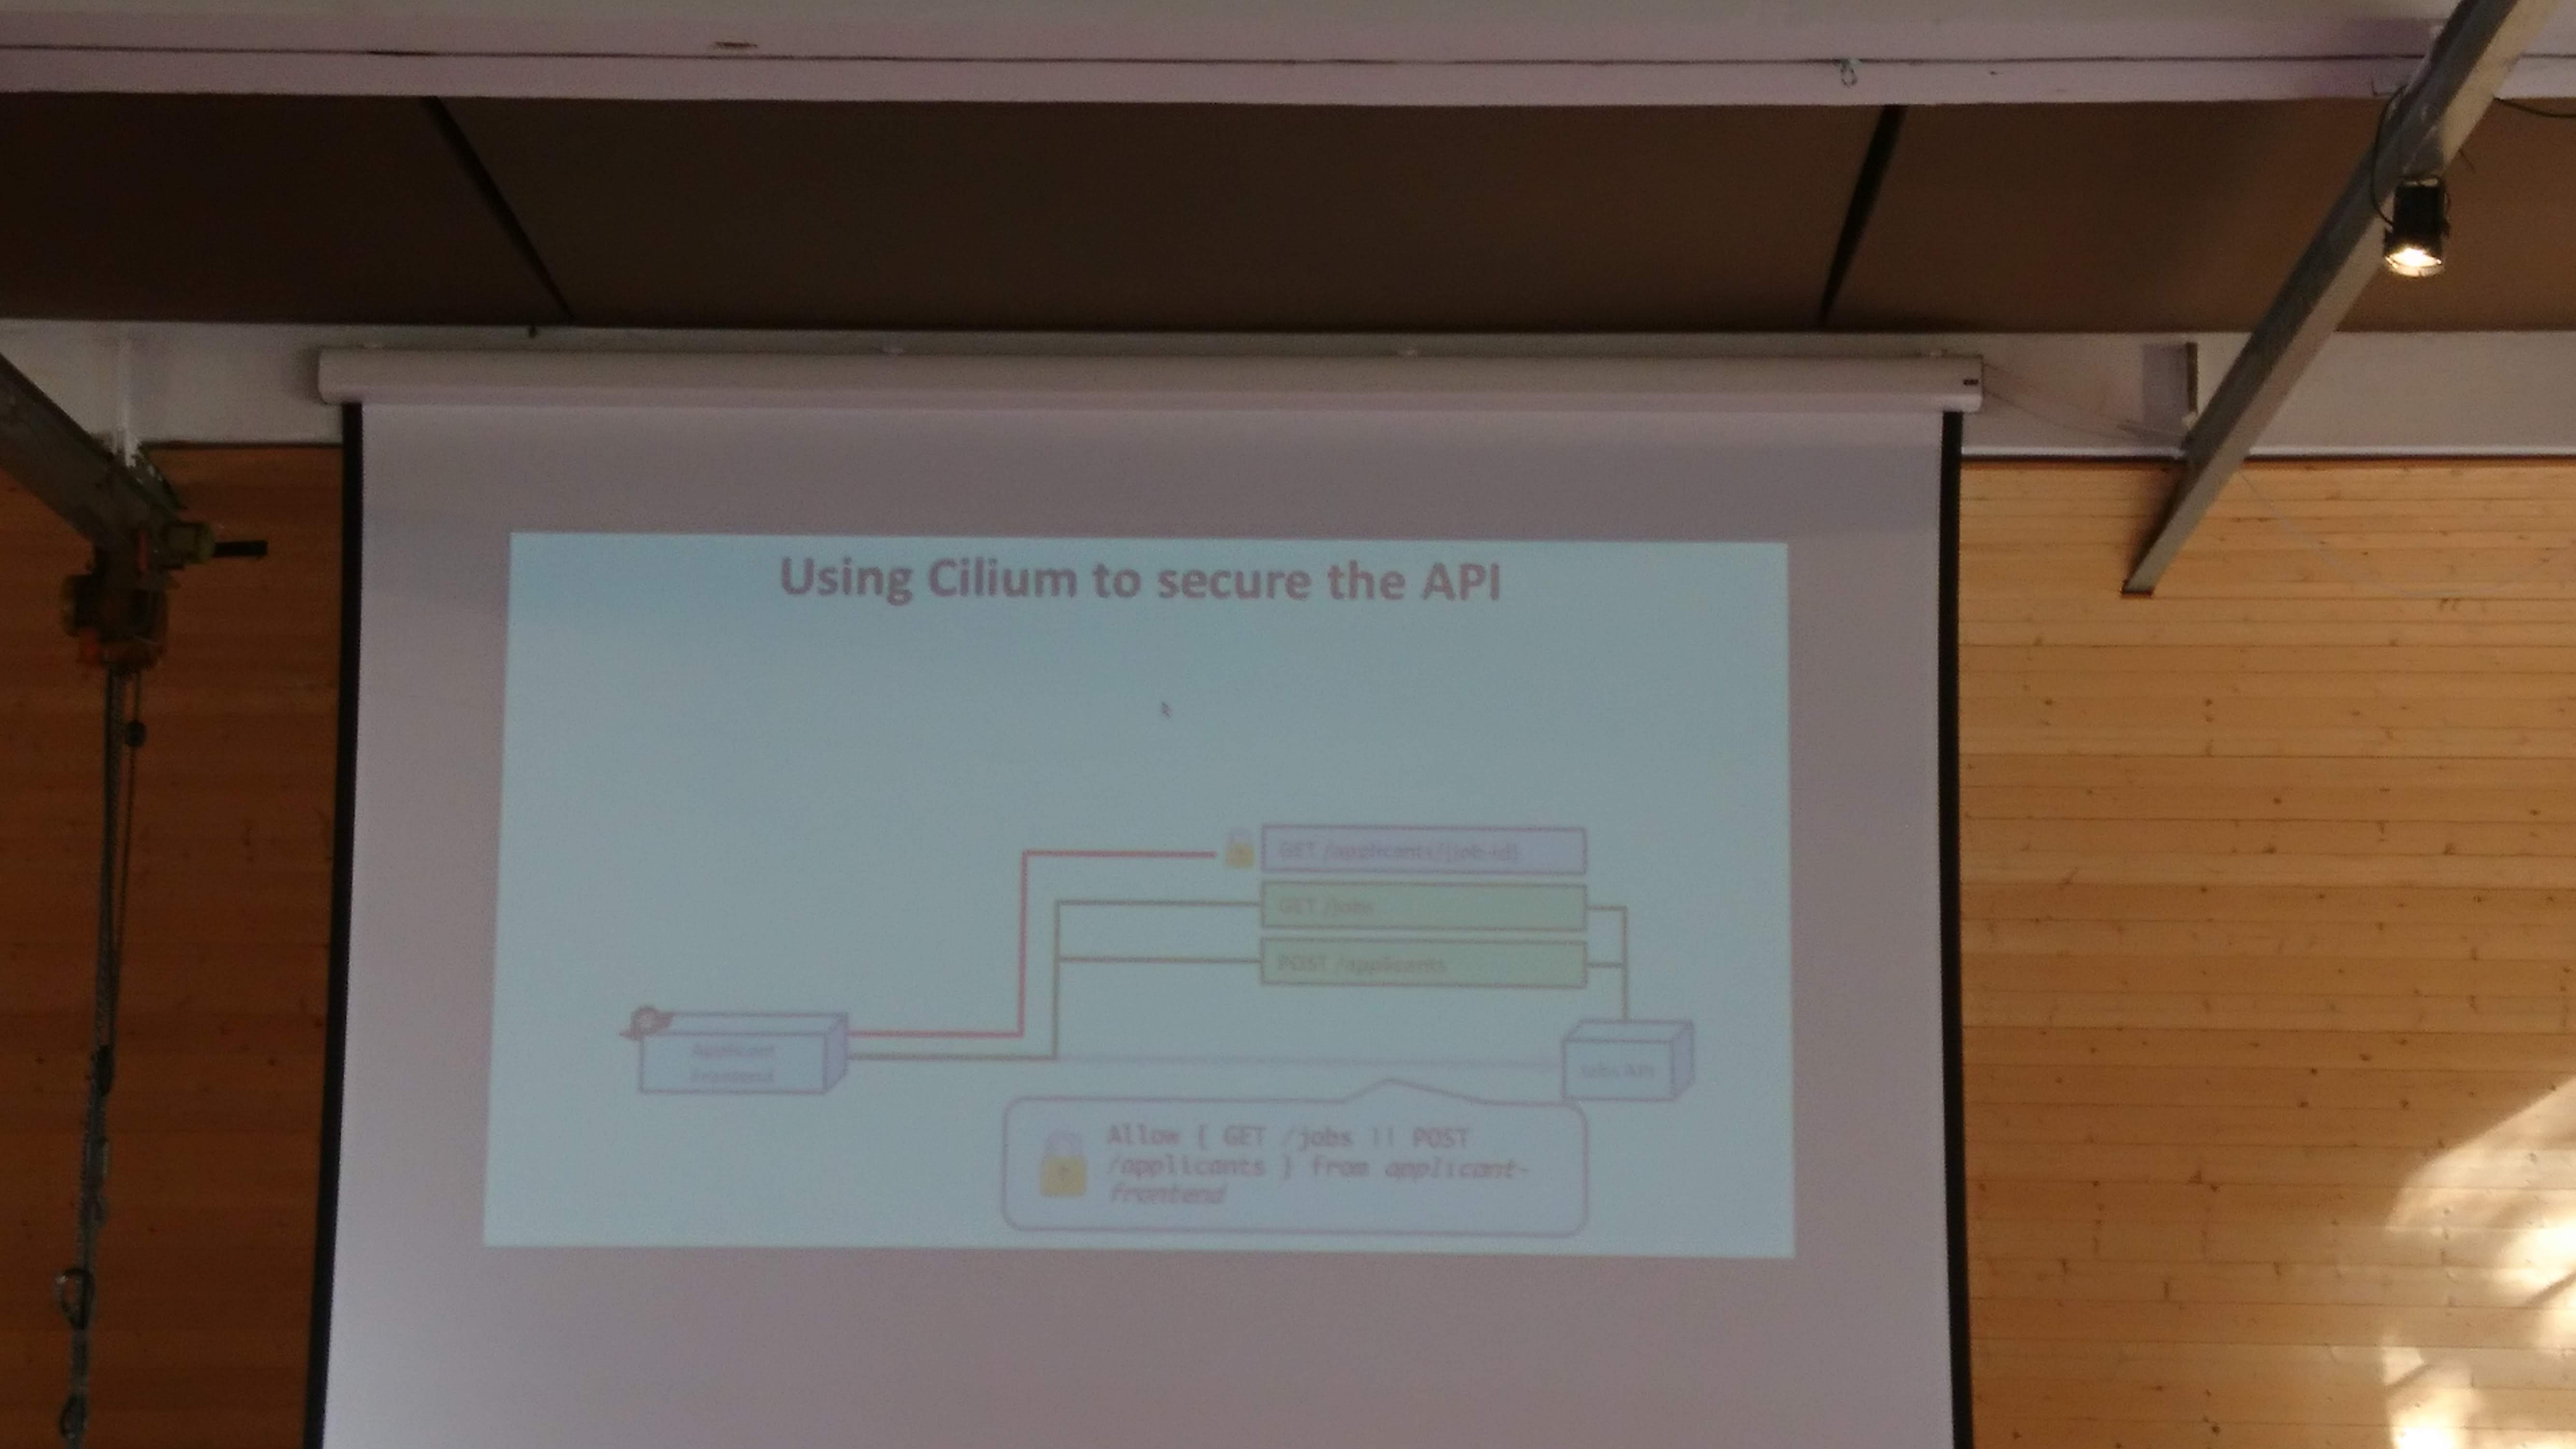 Using Cilium to secure the API
GET /applicants/{job-id}
GET /jobs
POST /applicants
Applicant
Frontend
Jobs API
Allow { GET /jobs || POST
/applicants } from applicant-
frontend